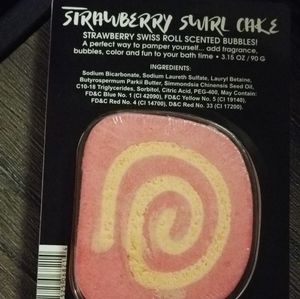 STRAWBERRY SWIRL CAKE
STRAWBERRY SWISS ROLL SCENTED BUBBLES!
A perfect way to pamper yourself... add fragrance,
bubbles, color and fun to your bath time • 3.15 OZ / 90 G
INGREDIENTS:
Sodium Bicarbonate, Sodium Laureth Sulfate, Lauryl Betaine,
Butyrospermum Parkii Butter, Simmondsia Chinensis Seed Oil,
C10-18 Triglycerides, Sorbitol, Citric Acid, PEG-400, May Contain:
FD&C Blue No. 1 (CI 42090), FD&C Yellow No. 5 (CI 19140),
FD&C Red No. 4 (CI 14700), D&C Red No. 33 (CI 17200).